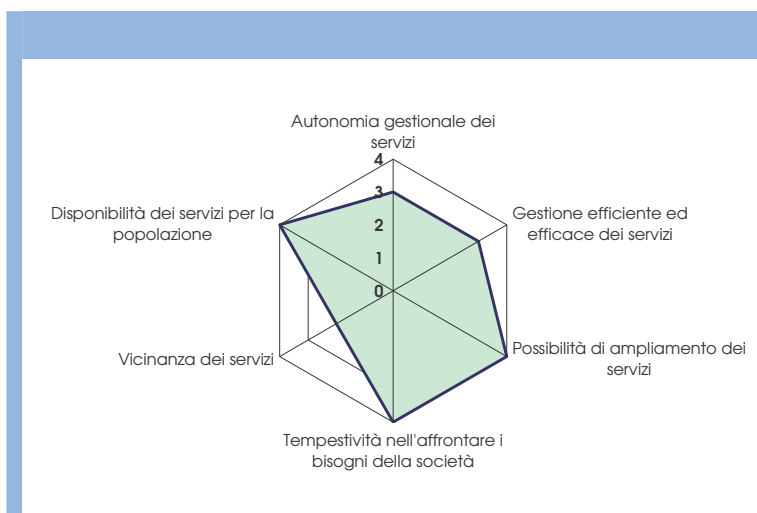 Autonomia gestionale dei
servizi
4
3
2
1
0
Disponibilità dei servizi per la
popolazione
Gestione efficiente ed
efficace dei servizi
Vicinanza dei servizi
Possibilità di ampliamento dei
servizi
Tempestività nell'affrontare i
bisogni della società